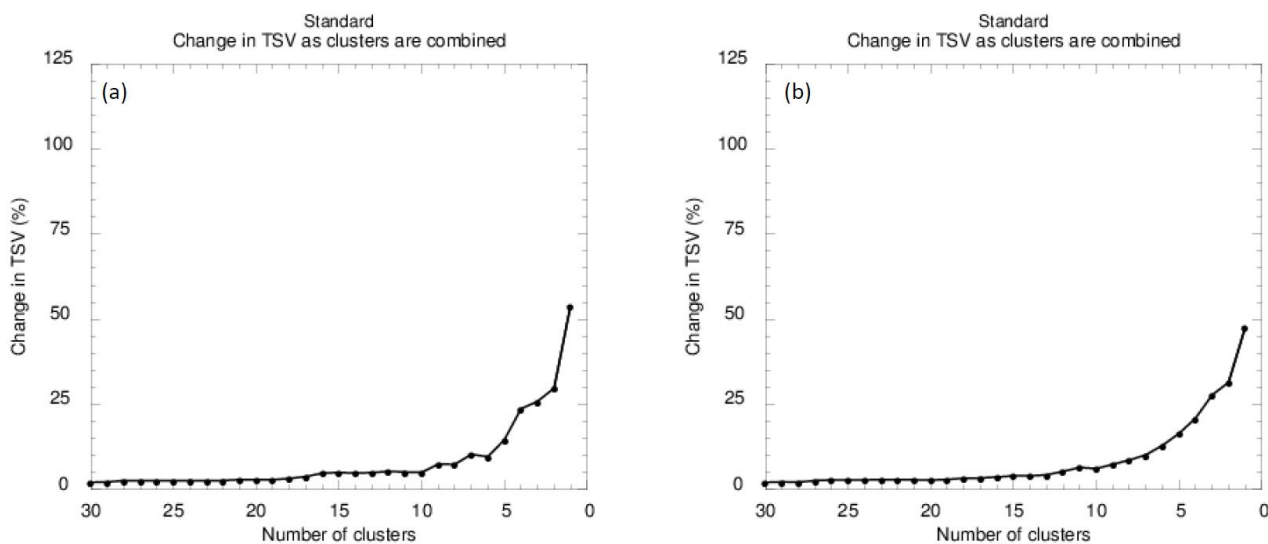 Standard
Change in TSV as clusters are combined
125
100
75
50
25
0
(a)
Change in TSV (%)
30 25 20 15 10 5 0
Number of clusters
Standard
Change in TSV as clusters are combined
125
100
75
50
25
0
(b)
Change in TSV (%)
30 25 20 15 10 5 0
Number of clusters